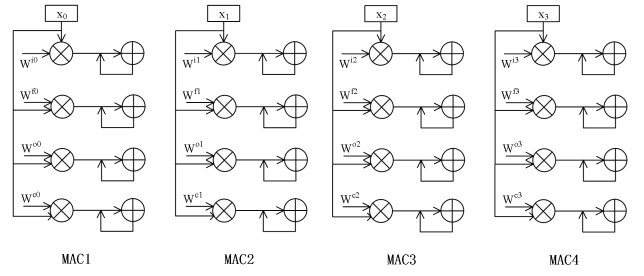 x0 x1 x2 x3
Wi0 Wi1 Wi2 Wi3
Wf0 Wf1 Wf2 Wf3
Wo0 Wo1 Wo2 Wo3
Wc0 Wc1 Wc2 Wc3
MAC1 MAC2 MAC3 MAC4